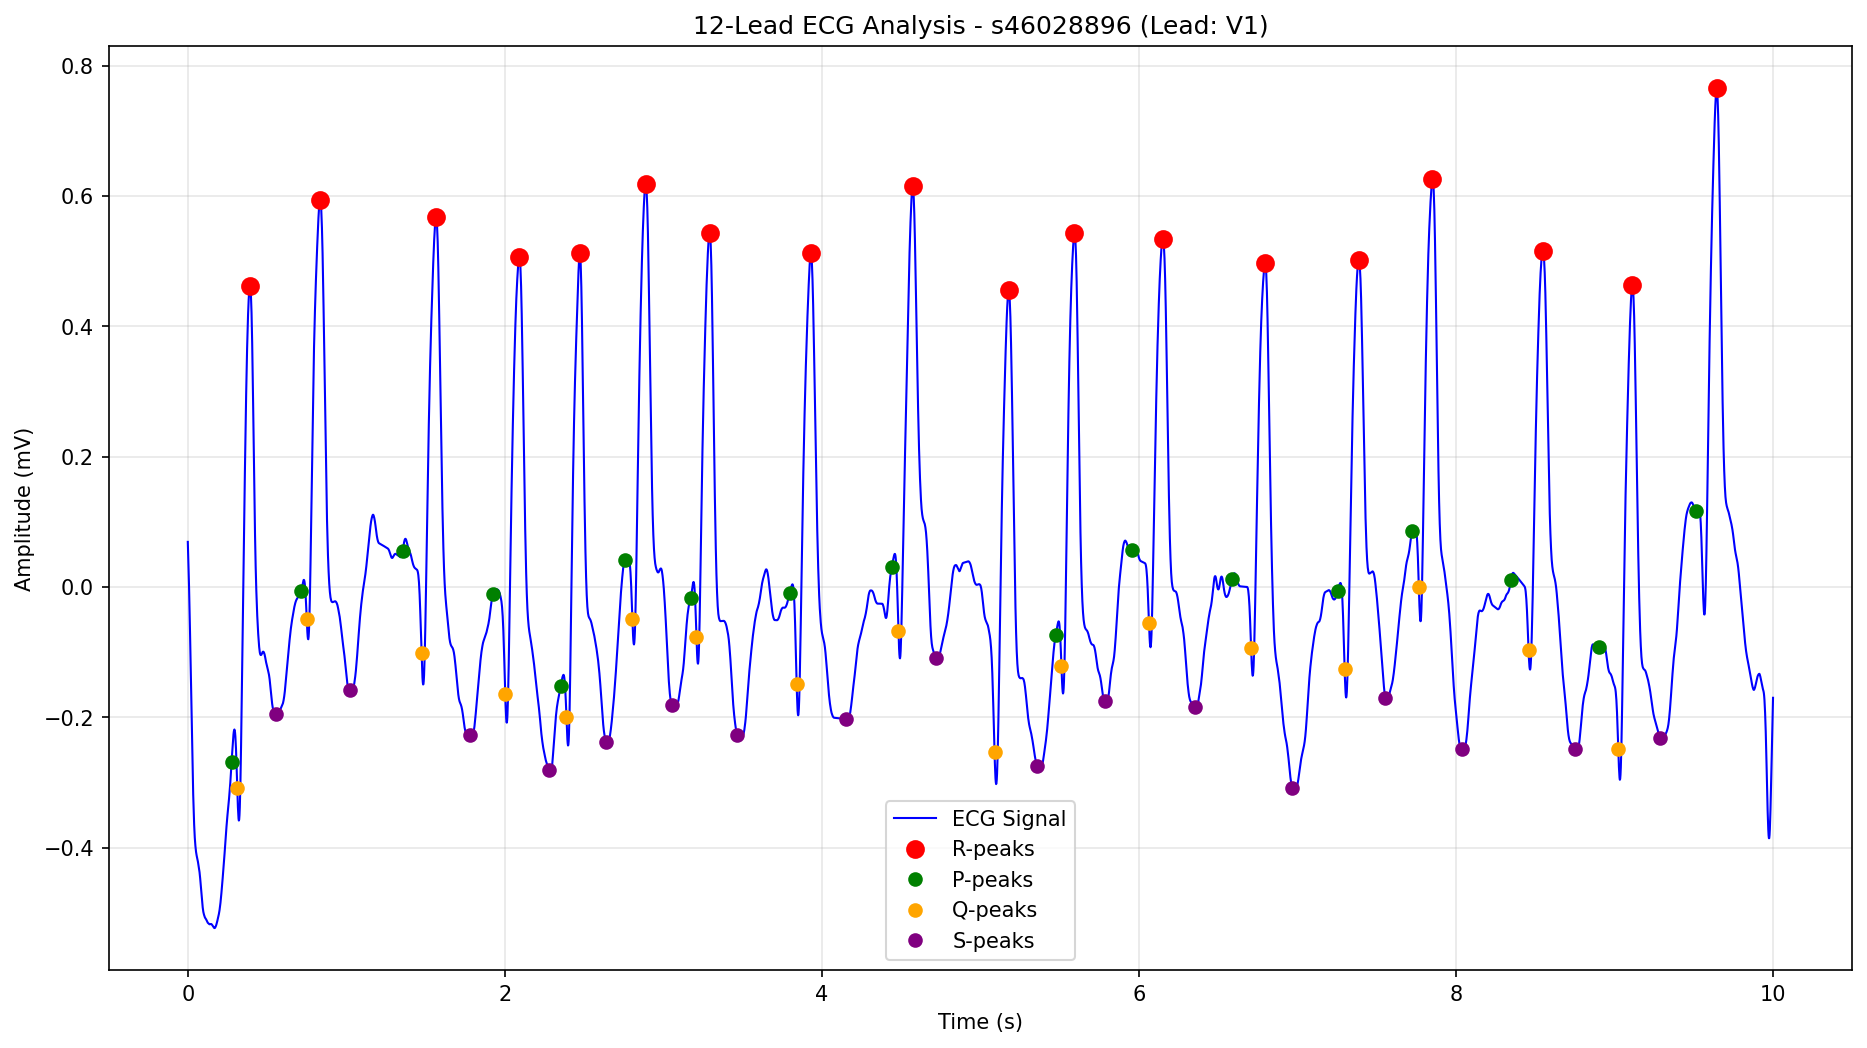 12-Lead ECG Analysis - s46028896 (Lead: V1)
0.8
0.6
0.4
0.2
0.0
−0.2
−0.4
Amplitude (mV)
ECG Signal
R-peaks
P-peaks
Q-peaks
S-peaks
0 2 4 6 8 10
Time (s)